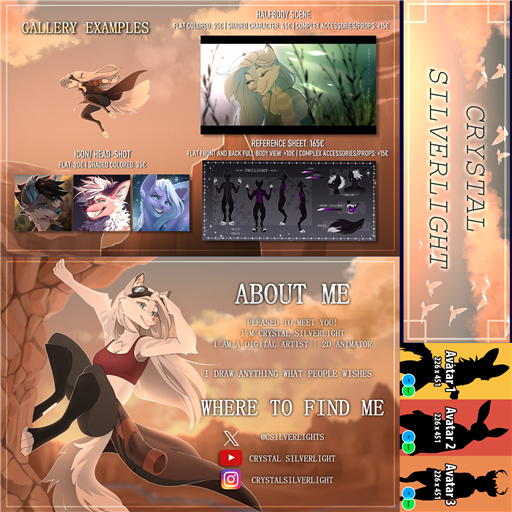 GALLERY EXAMPLES
HALFBODY SCENE
FLAT COLORED: 35€ | SHADED CHARACTER: 45€ | COMPLEX ACCESSORIES/PROPS: +15€
ICON/ HEAD-SHOT
FLAT: 20€ | SHADED COLORED: 35€
REFERENCE SHEET: 165€
FLAT FRONT AND BACK FULL BODY VIEW: +10€ | COMPLEX ACCESSORIES/PROPS: +15€
TWILIGHT
ABOUT ME
PLEASED TO MEET YOU!
I'M CRYSTAL SILVERLIGHT
I AM A DIGITAL ARTIST | 2D ANIMATOR
I DRAW ANYTHING WHAT PEOPLE WISHES
WHERE TO FIND ME
@CSILVERLIGHTS
CRYSTAL SILVERLIGHT
CRYSTALSILVERLIGHT
CRYSTAL
SILVERLIGHT
Avatar 1
226 x 451
Avatar 2
226 x 451
Avatar 3
226 x 451